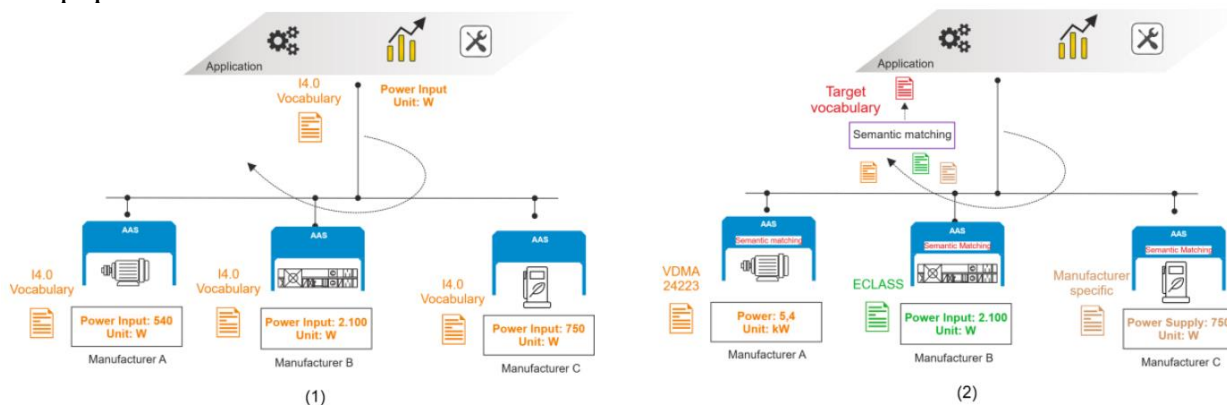 Application
I4.0
Vocabulary
Power Input
Unit: W
AAS
I4.0
Vocabulary
Power Input: 540
Unit: W
Manufacturer A
AAS
I4.0
Vocabulary
Power Input: 2.100
Unit: W
Manufacturer B
AAS
I4.0
Vocabulary
Power Input: 750
Unit: W
Manufacturer C
(1)
Application
Target
vocabulary
Semantic matching
AAS
Semantic matching
VDMA
24223
Power: 5,4
Unit: kW
Manufacturer A
AAS
Semantic Matching
ECLASS
Power Input: 2.100
Unit: W
Manufacturer B
AAS
Semantic Matching
Manufacturer
specific
Power Supply: 750
Unit: W
Manufacturer C
(2)